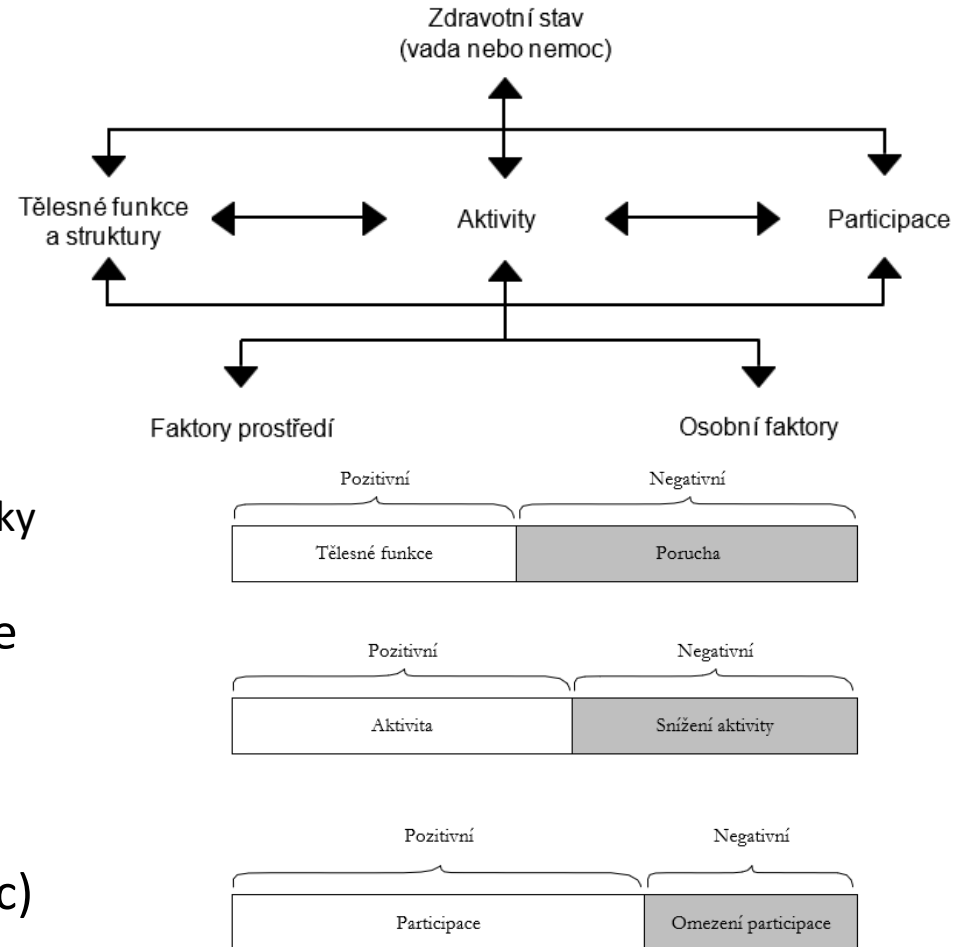 Zdravotní stav
(vada nebo nemoc)
Tělesné funkce
a struktury
Aktivity
Participace
Faktory prostředí
Osobní faktory
Pozitivní
Negativní
ky
Tělesné funkce
Porucha
e
Pozitivní
Negativní
Aktivita
Snížení aktivity
Pozitivní
Negativní
c)
Participace
Omezení participace